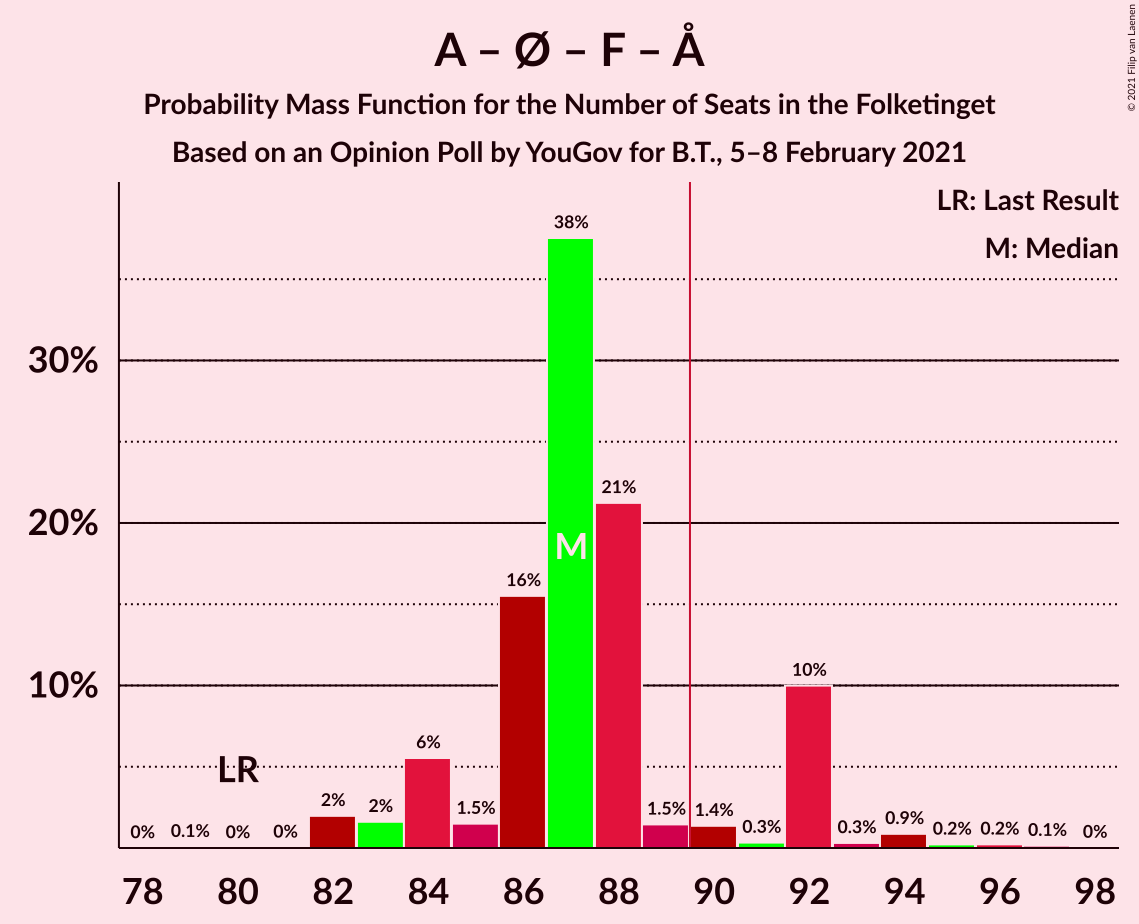 A – Ø – F – Å
Probability Mass Function for the Number of Seats in the Folketinget
Based on an Opinion Poll by YouGov for B.T., 5–8 February 2021
© 2021 Filip van Laenen
LR: Last Result
M: Median
30%
20%
10%
LR
M
0%
0.1%
0%
0%
2%
2%
6%
1.5%
16%
38%
21%
1.5%
1.4%
0.3%
10%
0.3%
0.9%
0.2%
0.2%
0.1%
0%
78 80 82 84 86 88 90 92 94 96 98